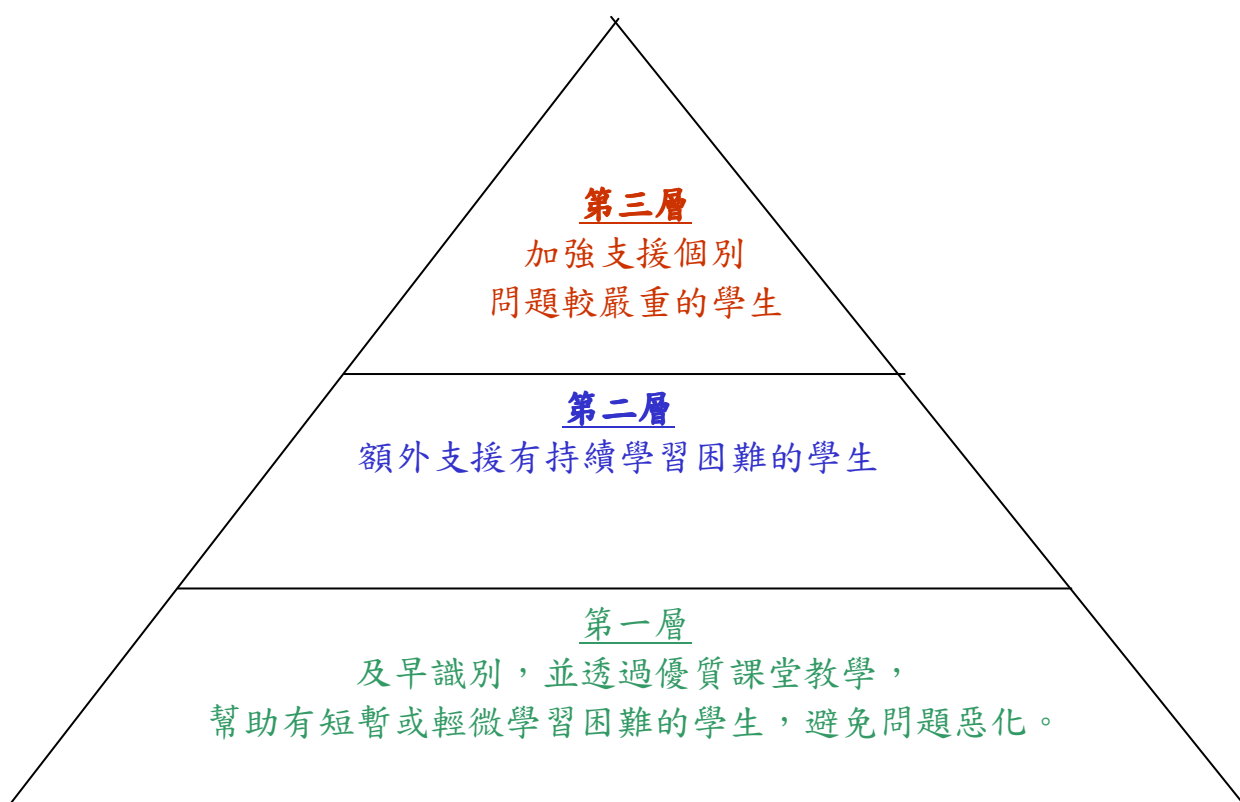 第三層
加強支援個別
問題較嚴重的學生
第二層
額外支援有持續學習困難的學生
第一層
及早識別，並透過優質課堂教學，
幫助有短暫或輕微學習困難的學生，避免問題惡化。